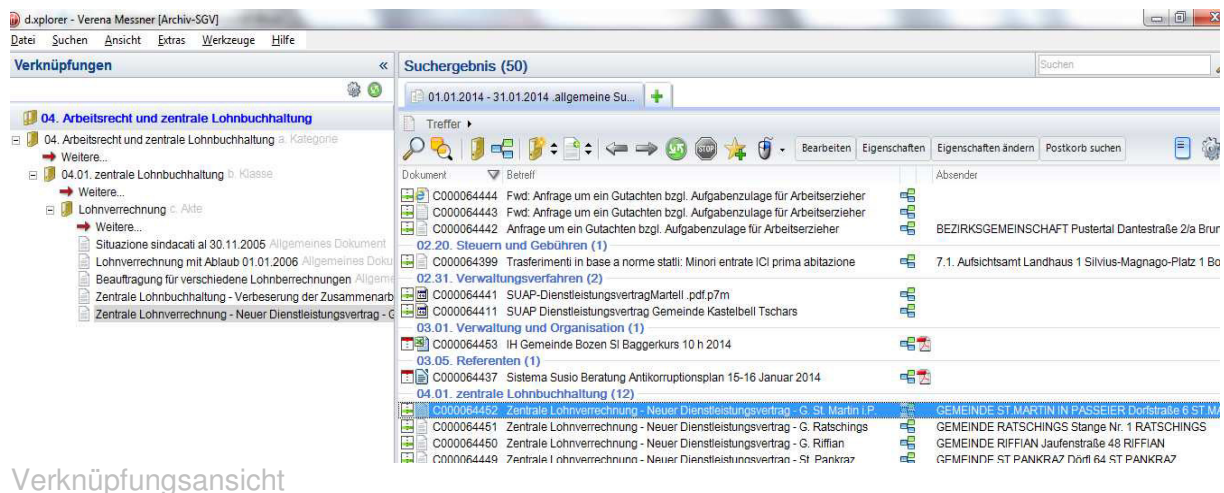 d.xplorer - Verena Messner [Archiv-SGV]
Datei Suchen Ansicht Extras Werkzeuge Hilfe
Verknüpfungen «
04. Arbeitsrecht und zentrale Lohnbuchhaltung
04. Arbeitsrecht und zentrale Lohnbuchhaltung a. Kategorie
Weitere...
04.01. zentrale Lohnbuchhaltung b. Klasse
Weitere...
Lohnverrechnung c. Akte
Weitere...
Situazione sindacati al 30.11.2005 Allgemeines Dokument
Lohnverrechnung mit Ablaub 01.01.2006 Allgemeines Doku
Beauftragung für verschiedene Lohnberrechnungen Allgeme
Zentrale Lohnbuchhaltung - Verbeserung der Zusammenarb
Zentrale Lohnverrechnung - Neuer Dienstleistungsvertrag - G
Suchergebnis (50)
Suchen
01.01.2014 - 31.01.2014 .allgemeine Su...
Treffer
STOP
Bearbeiten Eigenschaften Eigenschaften ändern Postkorb suchen
Dokument Betreff Absender
C000064444 Fwd: Anfrage um ein Gutachten bzgl. Aufgabenzulage für Arbeitserzieher
C000064443 Fwd: Anfrage um ein Gutachten bzgl. Aufgabenzulage für Arbeitserzieher
C000064442 Anfrage um ein Gutachten bzgl. Aufgabenzulage für Arbeitserzieher BEZIRKSGEMEINSCHAFT Pustertal Dantestraße 2/a Brun
02.20. Steuern und Gebühren (1)
C000064399 Trasferimenti in base a norme statli: Minori entrate ICI prima abitazione 7.1. Aufsichtsamt Landhaus 1 Silvius-Magnago-Platz 1 Bo
02.31. Verwaltungsverfahren (2)
C000064441 SUAP-DienstleistungsvertragMartell .pdf.p7m
C000064411 SUAP Dienstleistungsvertrag Gemeinde Kastelbell Tschars
03.01. Verwaltung und Organisation (1)
C000064453 IH Gemeinde Bozen SI Baggerkurs 10 h 2014
03.05. Referenten (1)
C000064437 Sistema Susio Beratung Antikorruptionsplan 15-16 Januar 2014
04.01. zentrale Lohnbuchhaltung (12)
C000064452 Zentrale Lohnverrechnung - Neuer Dienstleistungsvertrag - G. St. Martin i.P. GEMEINDE ST.MARTIN IN PASSEIER Dorfstraße 6 ST.MA
C000064451 Zentrale Lohnverrechnung - Neuer Dienstleistungsvertrag - G. Ratschings GEMEINDE RATSCHINGS Stange Nr. 1 RATSCHINGS
C000064450 Zentrale Lohnverrechnung - Neuer Dienstleistungsvertrag - G. Riffian GEMEINDE RIFFIAN Jaufenstraße 48 RIFFIAN
C000064449 Zentrale Lohnverrechnung - Neuer Dienstleistungsvertrag - St. Pankraz GEMEINDE ST.PANKRAZ Dörfl 64 ST.PANKRAZ
Verknüpfungsansicht